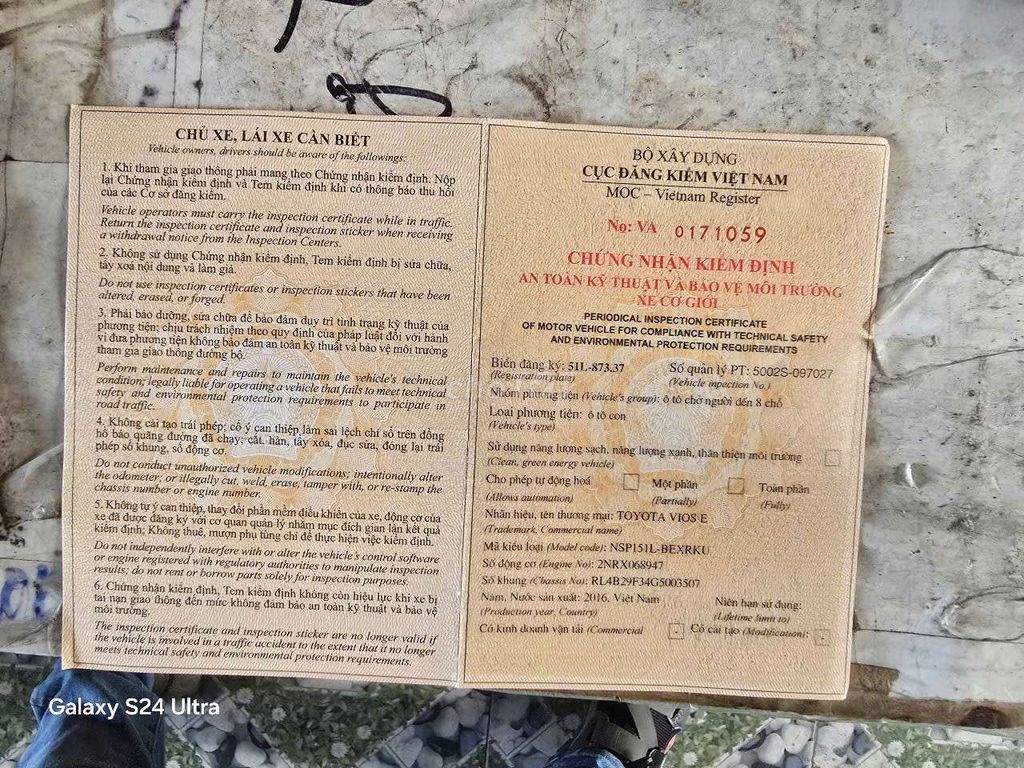 CHỦ XE, LÁI XE CẦN BIẾT
Vehicle owners, drivers should be aware of the followings:
1. Khi tham gia giao thông phải mang theo Chứng nhận kiểm định. Nộp
lại Chứng nhận kiểm định và Tem kiểm định khi có thông báo thu hồi
của các Cơ sở đăng kiểm.
Vehicle operators must carry the inspection certificate while in traffic.
Return the inspection certificate and inspection sticker when receiving
a withdrawal notice from the Inspection Centers.
2. Không sử dụng Chứng nhận kiểm định, Tem kiểm định bị sửa chữa,
tẩy xoá nội dung và làm giả.
Do not use inspection certificates or inspection stickers that have been
altered, erased, or forged.
3. Phải bảo dưỡng, sửa chữa để bảo đảm duy trì tình trạng kỹ thuật của
phương tiện; chịu trách nhiệm theo quy định của pháp luật đối với hành
vi đưa phương tiện không bảo đảm an toàn kỹ thuật và bảo vệ môi trường
tham gia giao thông đường bộ.
Perform maintenance and repairs to maintain the vehicle's technical
condition; legally liable for operating a vehicle that fails to meet technical
safety and environmental protection requirements to participate in
road traffic.
4. Không cải tạo trái phép; cố ý can thiệp làm sai lệch chỉ số trên đồng
hồ báo quãng đường đã chạy; cắt, hàn, tẩy xóa, đục sửa, đóng lại trái
phép số khung, số động cơ.
Do not conduct unauthorized vehicle modifications; intentionally alter
the odometer; or illegally cut, weld, erase, tamper with, or re-stamp the
chassis number or engine number.
5. Không tự ý can thiệp, thay đổi phần mềm điều khiển của xe, động cơ của
xe đã được đăng ký với cơ quan quản lý nhằm mục đích gian lận kết quả
kiểm định; Không thuê, mượn phụ tùng chỉ để thực hiện việc kiểm định.
Do not independently interfere with or alter the vehicle's control software
or engine registered with regulatory authorities to manipulate inspection
results; do not rent or borrow parts solely for inspection purposes.
6. Chứng nhận kiểm định, Tem kiểm định không còn hiệu lực khi xe bị
tai nạn giao thông đến mức không đảm bảo an toàn kỹ thuật và bảo vệ
môi trường.
The inspection certificate and inspection sticker are no longer valid if
the vehicle is involved in a traffic accident to the extent that it no longer
meets technical safety and environmental protection requirements.
BỘ XÂY DỰNG
CỤC ĐĂNG KIỂM VIỆT NAM
MOC – Vietnam Register
No: VA 0171059
CHỨNG NHẬN KIỂM ĐỊNH
AN TOÀN KỸ THUẬT VÀ BẢO VỆ MÔI TRƯỜNG
XE CƠ GIỚI
PERIODICAL INSPECTION CERTIFICATE
OF MOTOR VEHICLE FOR COMPLIANCE WITH TECHNICAL SAFETY
AND ENVIRONMENTAL PROTECTION REQUIREMENTS
Biển đăng ký: 51L-873.37 Số quản lý PT: 5002S-097027
(Registration plate) (Vehicle inpection No.)
Nhóm phương tiện (Vehicle's group): ô tô chở người đến 8 chỗ
Loại phương tiện: ô tô con
(Vehicle's type)
Sử dụng năng lượng sạch, năng lượng xanh, thân thiện môi trường
(Clean, green energy vehicle)
Cho phép tự động hoá Một phần Toàn phần
(Allows automation) (Partially) (Fully)
Nhãn hiệu, tên thương mại: TOYOTA VIOS E
(Trademark, Commercial name)
Mã kiểu loại (Model code): NSP151L-BEXRKU
Số động cơ (Engine No): 2NRX068947
Số khung (Chassis No): RL4B29F34G5003507
Năm, Nước sản xuất: 2016, Việt Nam Niên hạn sử dụng:
(Production year, Country) (Lifetime limit to)
Có kinh doanh vận tải (Commercial Có cải tạo (Modification):
Galaxy S24 Ultra